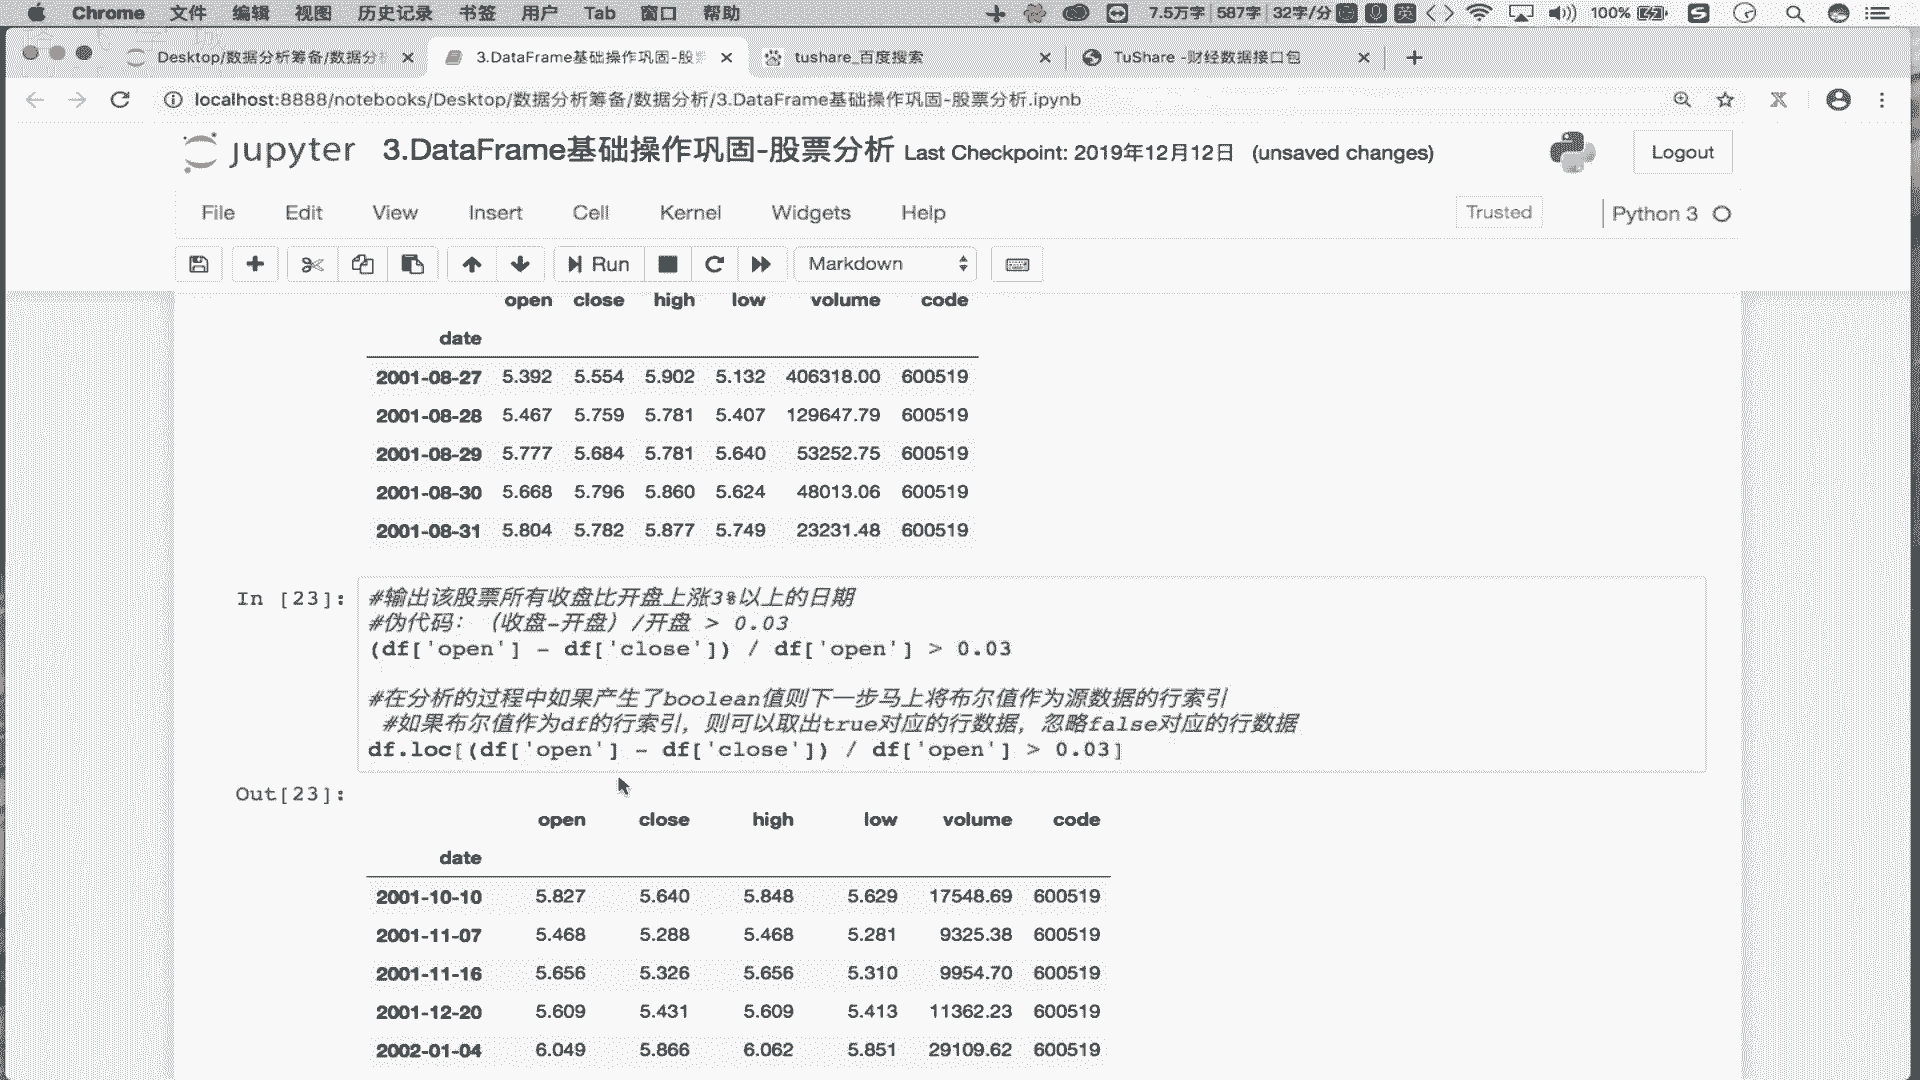 Chrome 文件 编辑 视图 历史记录 书签 用户 Tab 窗口 帮助 7.5万字 587字 32字/分 英 100%
Desktop/数据分析筹备/数据分析 3.DataFrame基础操作巩固-股票 tushare_百度搜索 TuShare -财经数据接口包
localhost:8888/notebooks/Desktop/数据分析筹备/数据分析/3.DataFrame基础操作巩固-股票分析.ipynb
jupyter 3.DataFrame基础操作巩固-股票分析 Last Checkpoint: 2019年12月12日 (unsaved changes) Logout
File Edit View Insert Cell Kernel Widgets Help Trusted Python 3
Run Markdown
open close high low volume code
date
2001-08-27 5.392 5.554 5.902 5.132 406318.00 600519
2001-08-28 5.467 5.759 5.781 5.407 129647.79 600519
2001-08-29 5.777 5.684 5.781 5.640 53252.75 600519
2001-08-30 5.668 5.796 5.860 5.624 48013.06 600519
2001-08-31 5.804 5.782 5.877 5.749 23231.48 600519
In [23]: #输出该股票所有收盘比开盘上涨3%以上的日期
#伪代码：（收盘-开盘）/开盘 > 0.03
(df['open'] - df['close']) / df['open'] > 0.03
#在分析的过程中如果产生了boolean值则下一步马上将布尔值作为源数据的行索引
#如果布尔值作为df的行索引，则可以取出true对应的行数据，忽略false对应的行数据
df.loc[(df['open'] - df['close']) / df['open'] > 0.03]
Out[23]:
open close high low volume code
date
2001-10-10 5.827 5.640 5.848 5.629 17548.69 600519
2001-11-07 5.468 5.288 5.468 5.281 9325.38 600519
2001-11-16 5.656 5.326 5.656 5.310 9954.70 600519
2001-12-20 5.609 5.431 5.609 5.413 11362.23 600519
2002-01-04 6.049 5.866 6.062 5.851 29109.62 600519